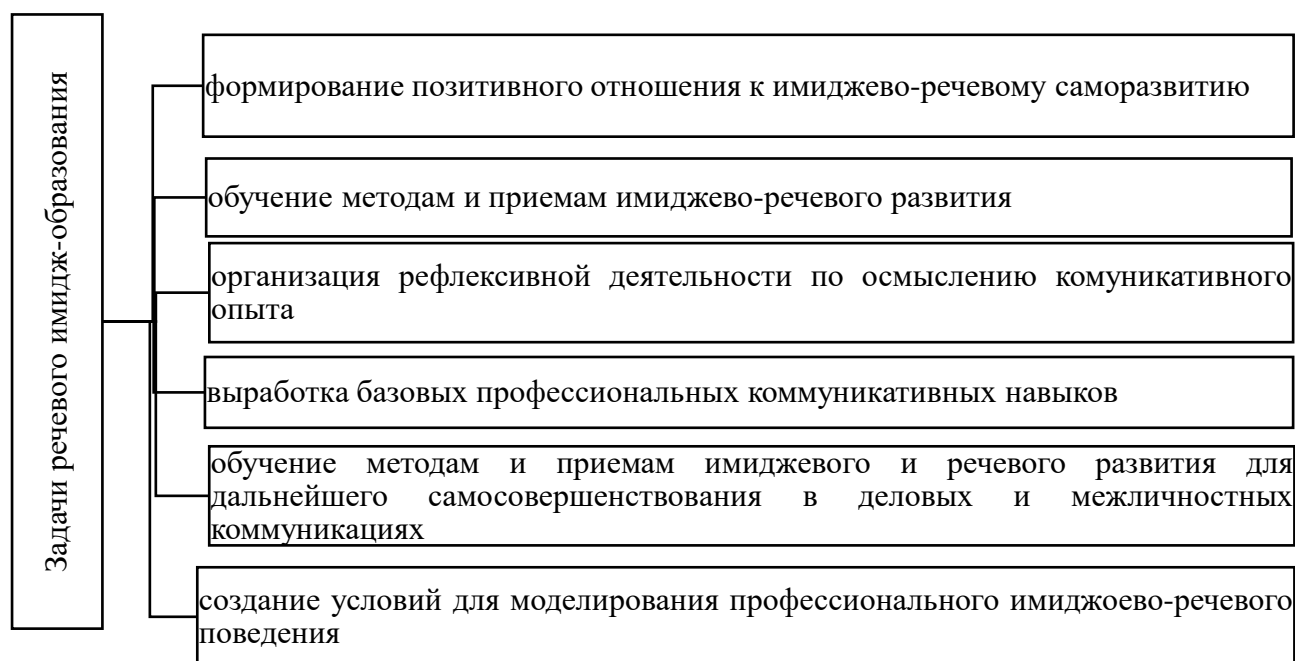 Задачи речевого имидж-образования
формирование позитивного отношения к имиджево-речевому саморазвитию
обучение методам и приемам имиджево-речевого развития
организация рефлексивной деятельности по осмыслению комуникативного
опыта
выработка базовых профессиональных коммуникативных навыков
обучение методам и приемам имиджевого и речевого развития для
дальнейшего самосовершенствования в деловых и межличностных
коммуникациях
создание условий для моделирования профессионального имиджоево-речевого
поведения